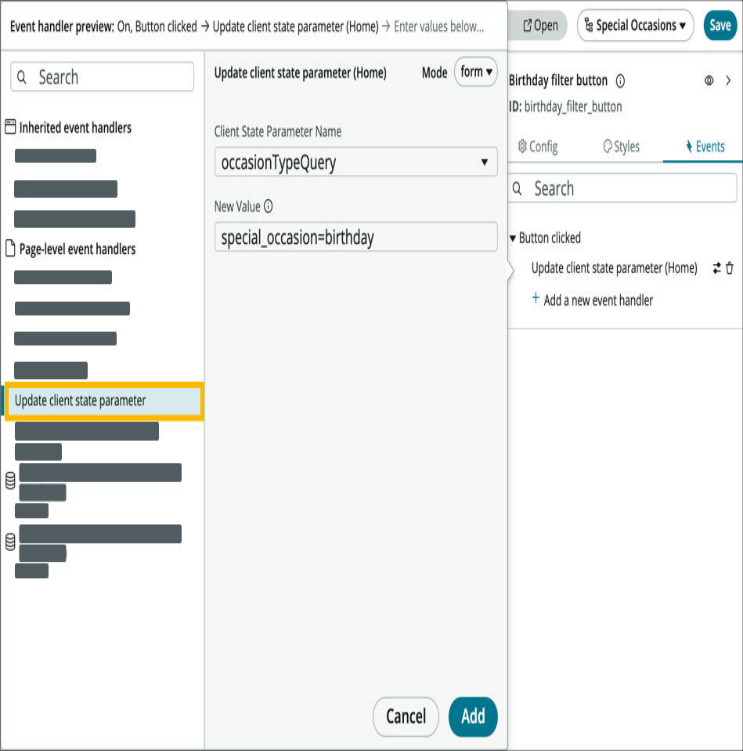 Event handler preview: On, Button clicked → Update client state parameter (Home) → Enter values below...
Open
Special Occasions ▾
Save
Search
Inherited event handlers
Page-level event handlers
Update client state parameter
Update client state parameter (Home)
Mode
form ▾
Client State Parameter Name
occasionTypeQuery
New Value
special_occasion=birthday
Cancel
Add
Birthday filter button
ID: birthday_filter_button
Config
Styles
Events
Search
▾ Button clicked
Update client state parameter (Home)
+ Add a new event handler